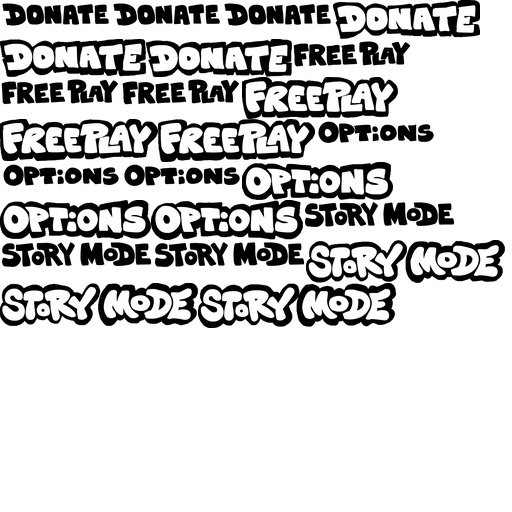 DONATE DONATE DONATE DONATE
DONATE DONATE FREE PLAY
FREE PLAY FREE PLAY FREEPLAY
FREEPLAY FREEPLAY OPTiONS
OPTiONS OPTiONS OPTiONS
OPTiONS OPTiONS SToRY MoDE
SToRY MoDE SToRY MoDE SToRY MoDE
SToRY MoDE SToRY MoDE